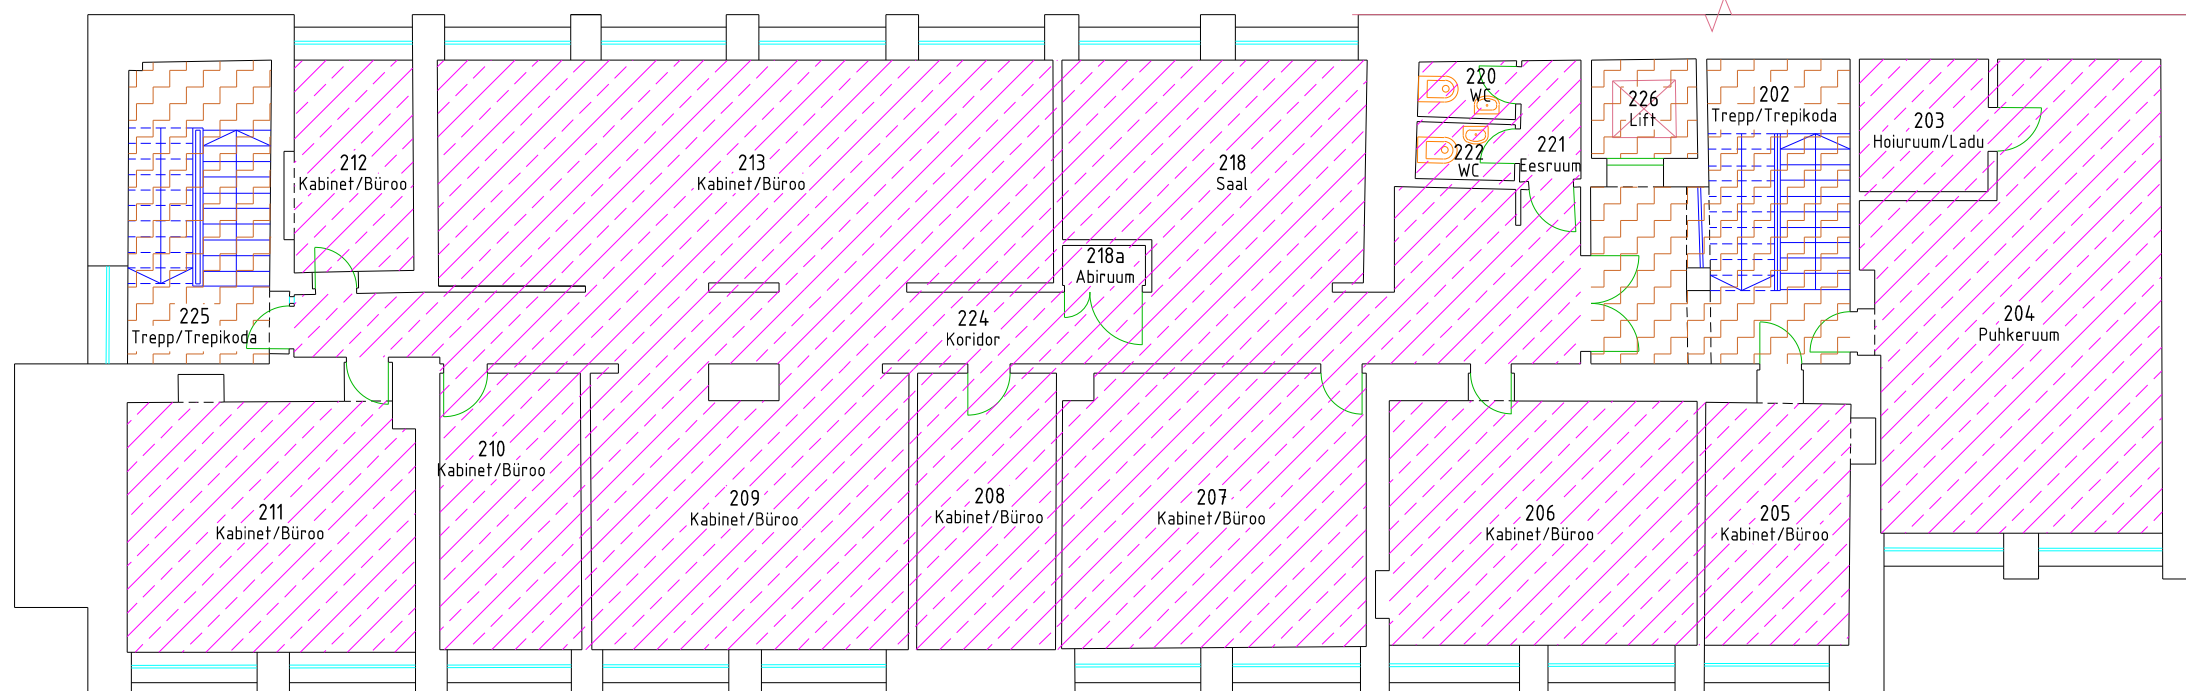 220
WC
226
Lift
202
Trepp/Trepikoda
203
Hoiuruum/Ladu
212
Kabinet/Büroo
213
Kabinet/Büroo
218
Saal
222
WC
221
Eesruum
218a
Abiruum
225
Trepp/Trepikoda
224
Koridor
204
Puhkeruum
211
Kabinet/Büroo
210
Kabinet/Büroo
209
Kabinet/Büroo
208
Kabinet/Büroo
207
Kabinet/Büroo
206
Kabinet/Büroo
205
Kabinet/Büroo